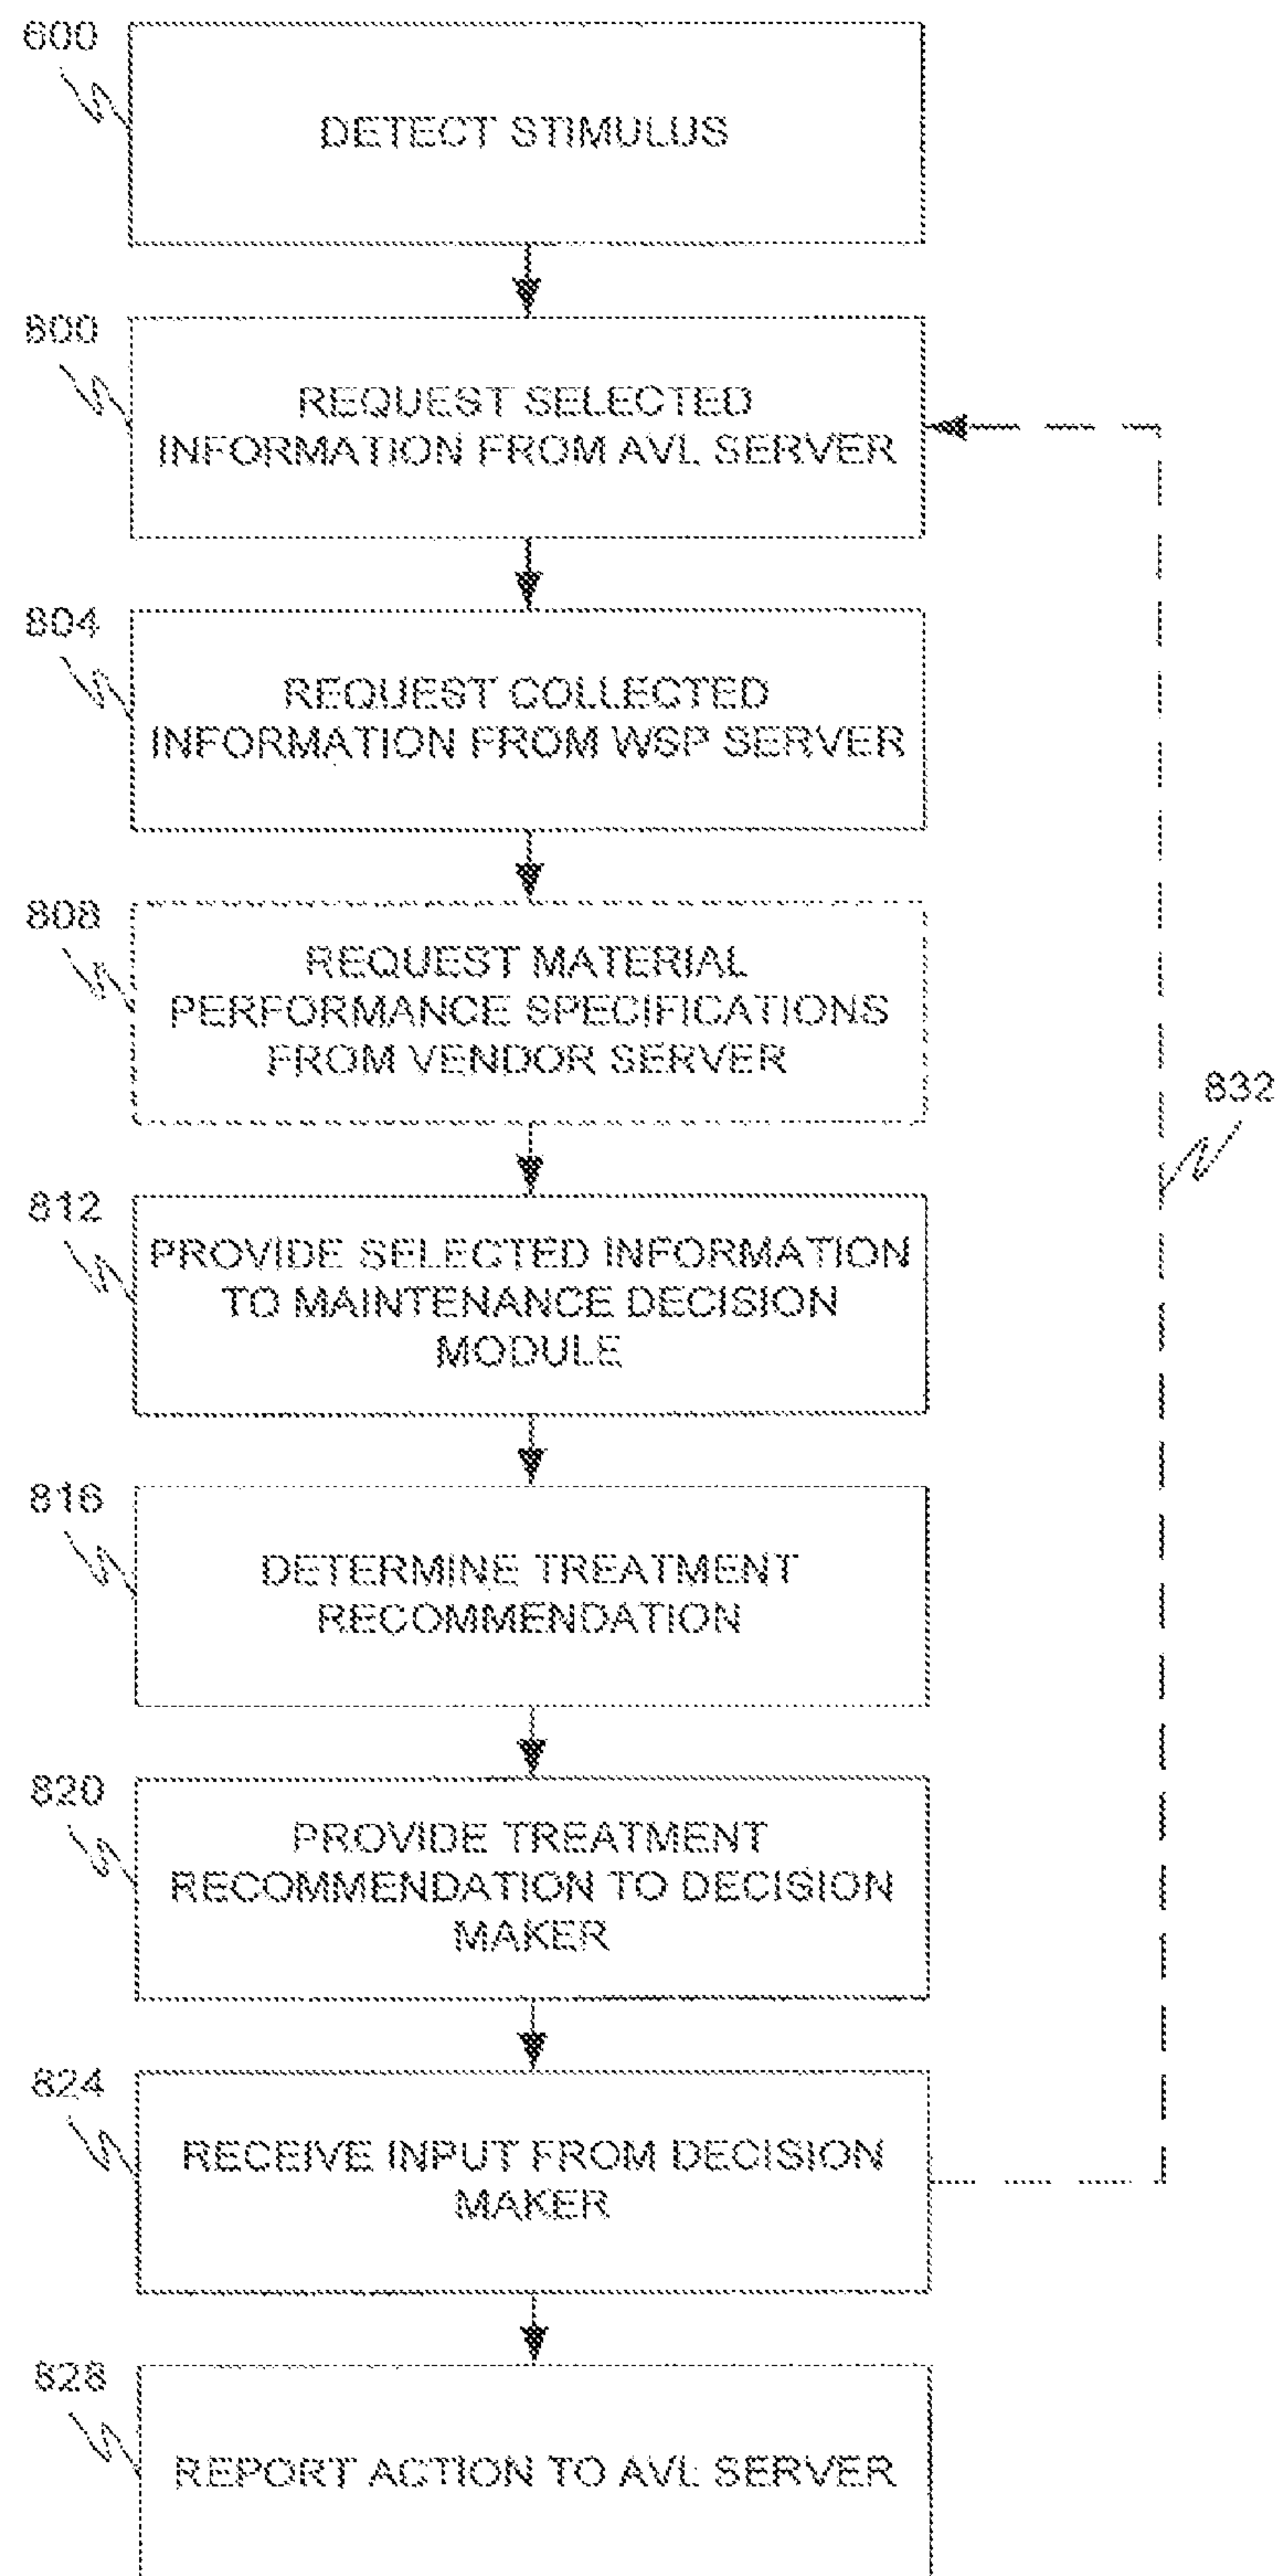 600
DETECT STIMULUS
800
REQUEST SELECTED
INFORMATION FROM AVL SERVER
804
REQUEST COLLECTED
INFORMATION FROM WSP SERVER
808
REQUEST MATERIAL
PERFORMANCE SPECIFICATIONS
FROM VENDOR SERVER
832
812
PROVIDE SELECTED INFORMATION
TO MAINTENANCE DECISION
MODULE
816
DETERMINE TREATMENT
RECOMMENDATION
820
PROVIDE TREATMENT
RECOMMENDATION TO DECISION
MAKER
824
RECEIVE INPUT FROM DECISION
MAKER
828
REPORT ACTION TO AVL SERVER